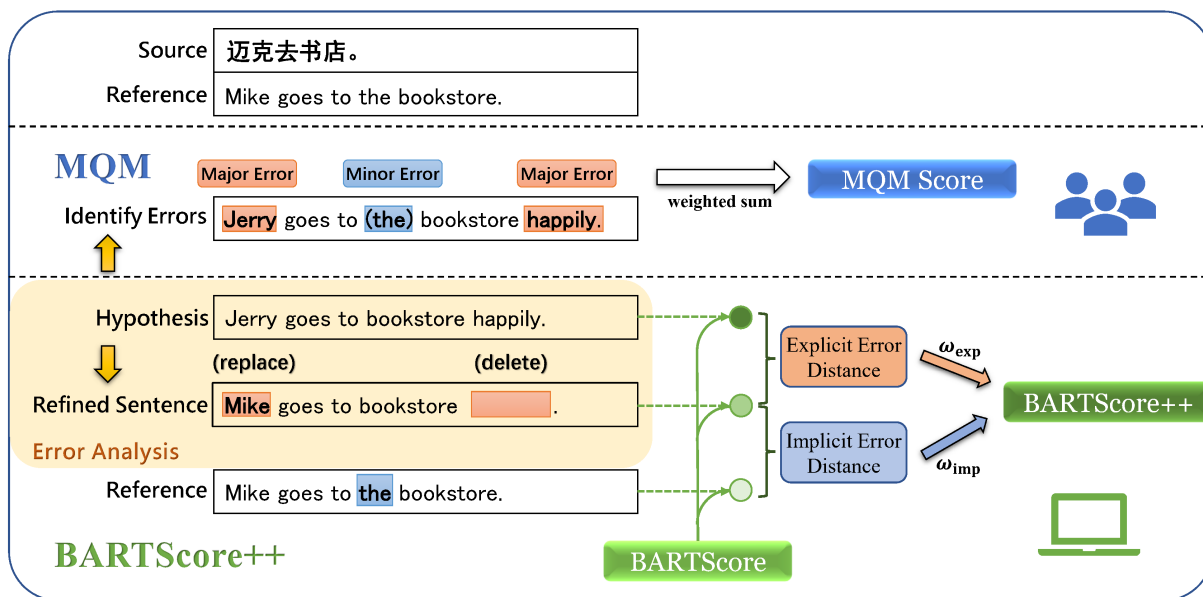 Source 迈克去书店。
Reference Mike goes to the bookstore.
MQM
Major Error Minor Error Major Error
Identify Errors Jerry goes to (the) bookstore happily.
weighted sum
MQM Score
Hypothesis Jerry goes to bookstore happily.
(replace) (delete)
Refined Sentence Mike goes to bookstore .
Error Analysis
Reference Mike goes to the bookstore.
Explicit Error
Distance
Implicit Error
Distance
ωexp
ωimp
BARTScore++
BARTScore++
BARTScore